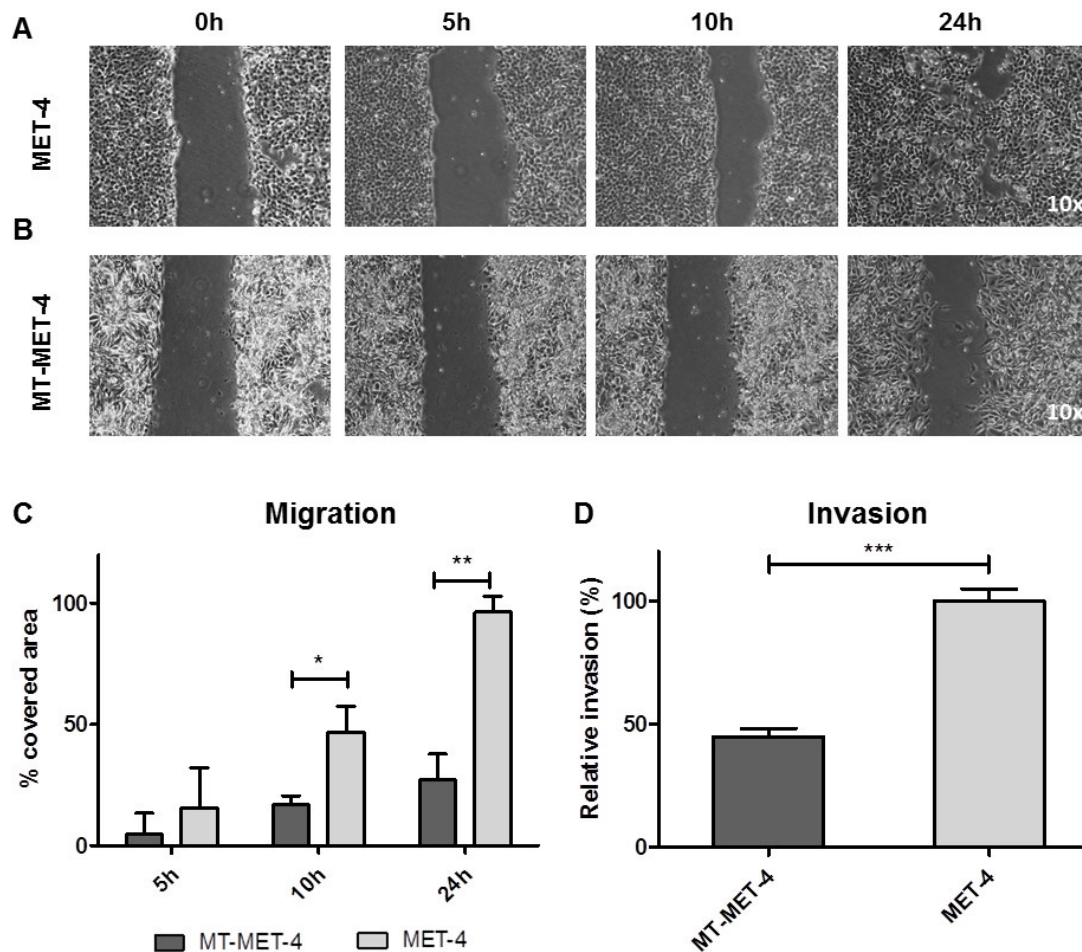 A 0h 5h 10h 24h
MET-4
10x
B
MT-MET-4
10x
C Migration
% covered area
100
50
0
**
*
5h 10h 24h
MT-MET-4 MET-4
D Invasion
Relative invasion (%)
100
50
0
***
MT-MET-4 MET-4